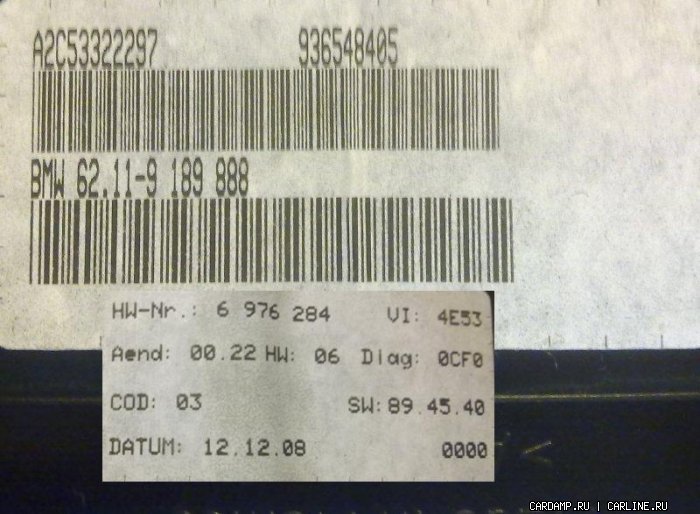 A2C53322297 936548405
BMW 62.11-9 189 888
HW-Nr.: 6 976 284 VI: 4E53
Aend: 00.22 HW: 06 Diag: 0CF0
COD: 03 SW: 89.45.40
DATUM: 12.12.08 0000
CARDAMP.RU | CARLINE.RU